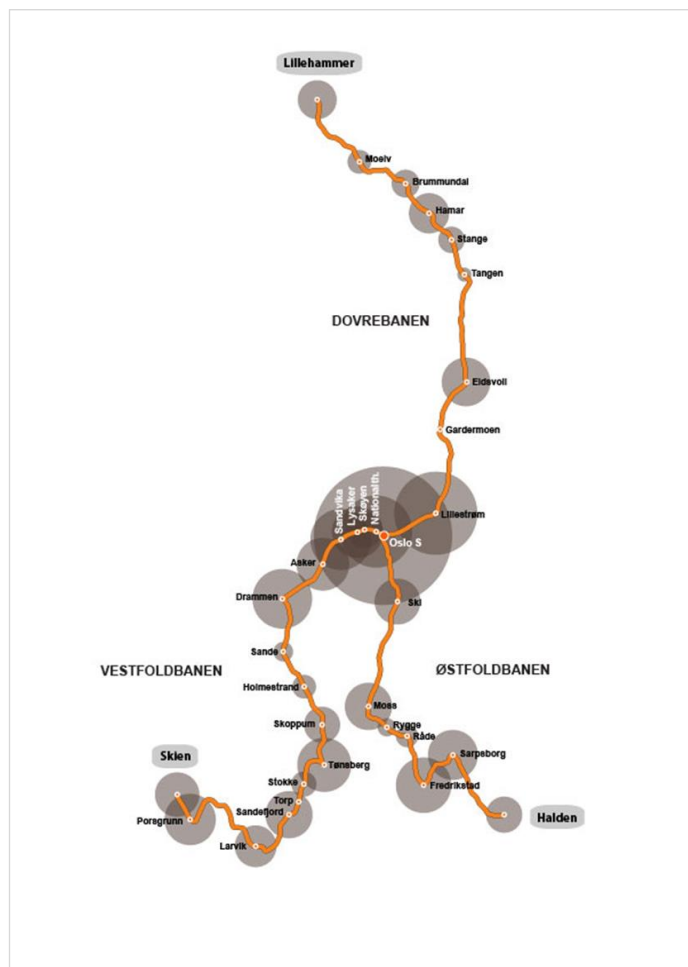 Lillehammer
Moelv
Brummundal
Hamar
Stange
Tangen
DOVREBANEN
Eidsvoll
Gardermoen
Sandvika
Lysaker
Skøyen
Nationalth.
Lillestrøm
Oslo S
Asker
Drammen
Ski
Sande
VESTFOLDBANEN
ØSTFOLDBANEN
Holmestrand
Moss
Skoppum
Rygge
Råde
Sarpsborg
Skien
Tønsberg
Stokke
Fredrikstad
Torp
Sandefjord
Porsgrunn
Halden
Larvik